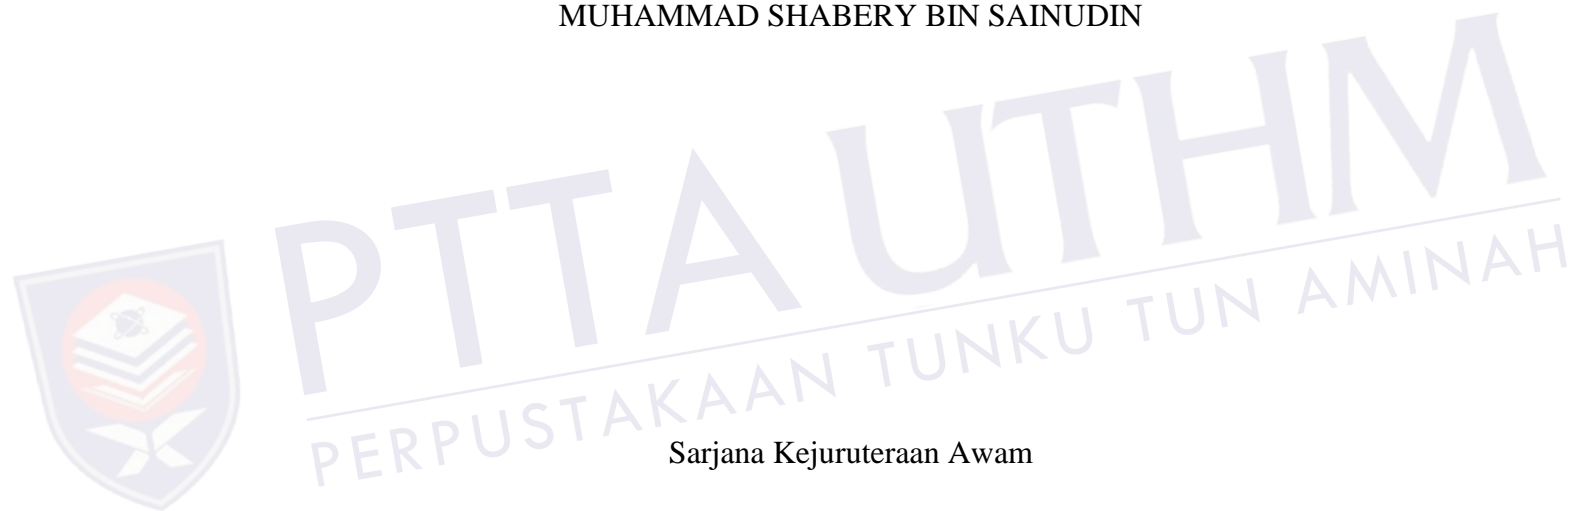 MUHAMMAD SHABERY BIN SAINUDIN
PTTA UTHM
PERPUSTAKAAN TUNKU TUN AMINAH
Sarjana Kejuruteraan Awam